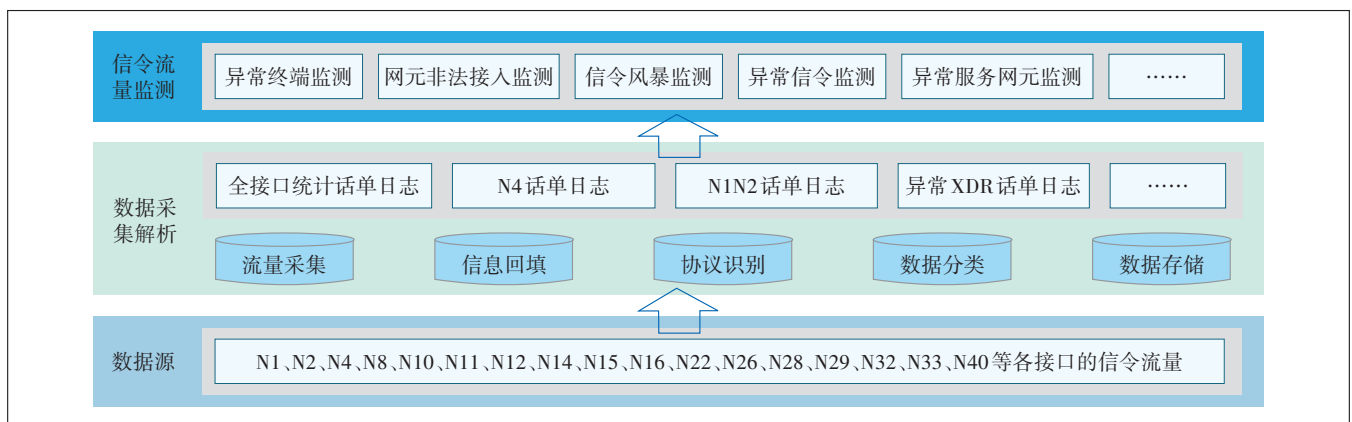 信令流
量监测
异常终端监测 网元非法接入监测 信令风暴监测 异常信令监测 异常服务网元监测 ……
数据采
集解析
全接口统计话单日志 N4话单日志 N1N2话单日志 异常XDR话单日志 ……
流量采集 信息回填 协议识别 数据分类 数据存储
数据源
N1、N2、N4、N8、N10、N11、N12、N14、N15、N16、N22、N26、N28、N29、N32、N33、N40等各接口的信令流量